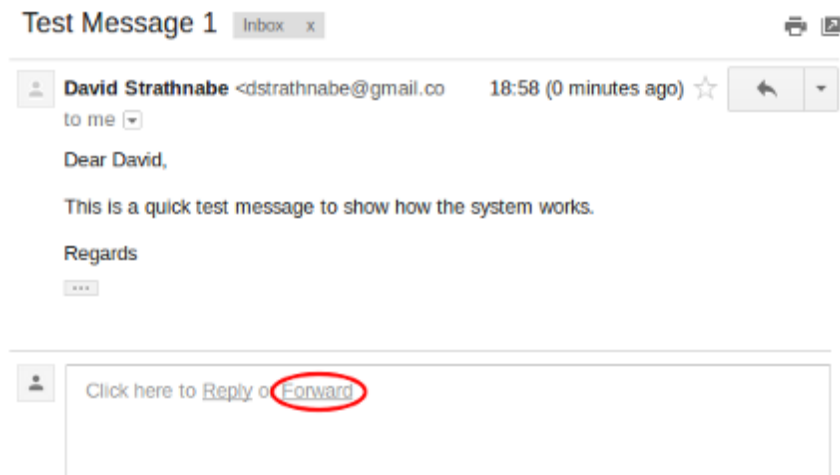 Test Message 1 Inbox x
David Strathnabe <dstrathnabe@gmail.co 18:58 (0 minutes ago)
to me
Dear David,
This is a quick test message to show how the system works.
Regards
Click here to Reply or Forward